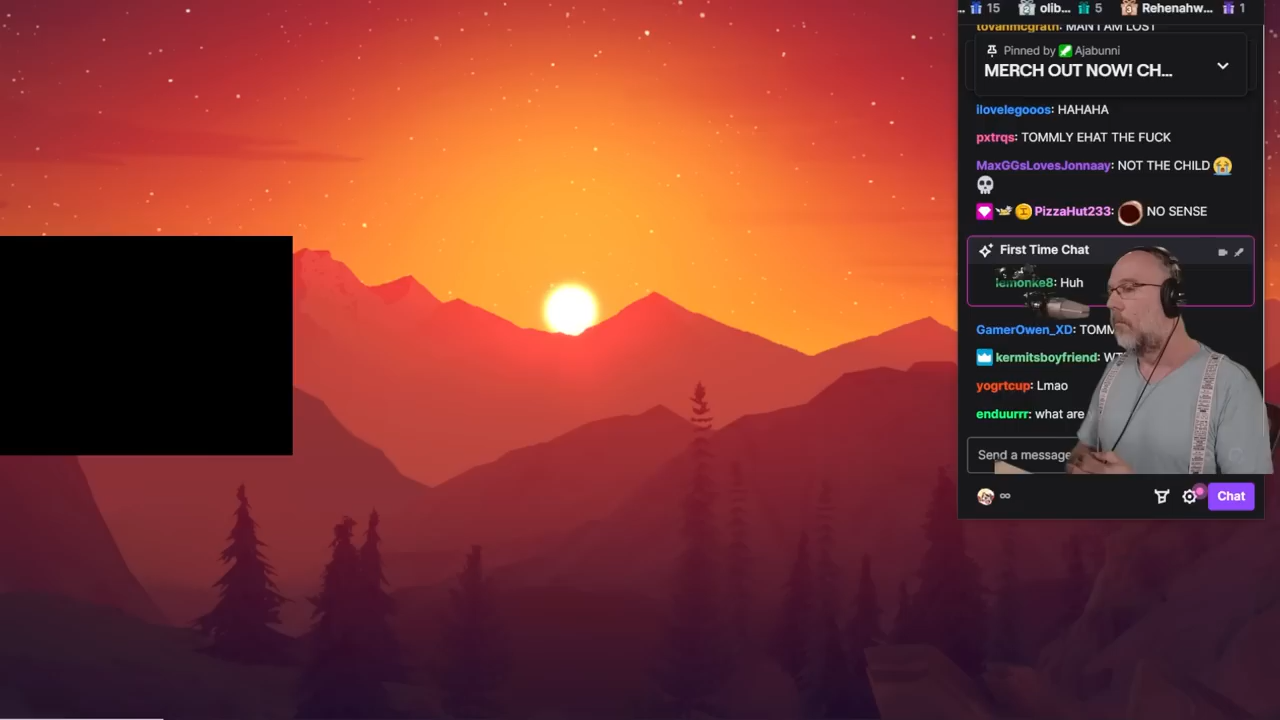 ... 15 olib... 5 Rehenahw... 1
tovanmcgrath: MAN I AM LOST
Pinned by Ajabunni
MERCH OUT NOW! CH...
ilovelegooos: HAHAHA
pxtrqs: TOMMLY EHAT THE FUCK
MaxGGsLovesJonnaay: NOT THE CHILD
PizzaHut233: NO SENSE
First Time Chat
lemonke8: Huh
GamerOwen_XD: TOMM
kermitsboyfriend:
yogrtcup: Lmao
enduurrr: what are
Send a message
Chat